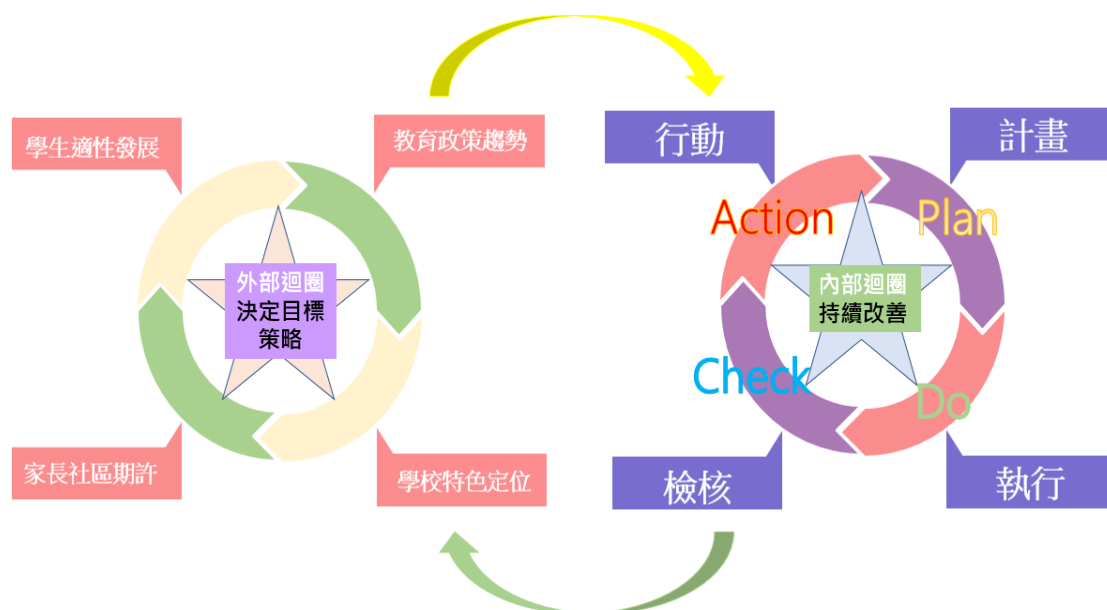 學生適性發展
教育政策趨勢
外部迴圈
決定目標
策略
家長社區期許
學校特色定位
行動
計畫
Action
Plan
內部迴圈
持續改善
Check
Do
檢核
執行